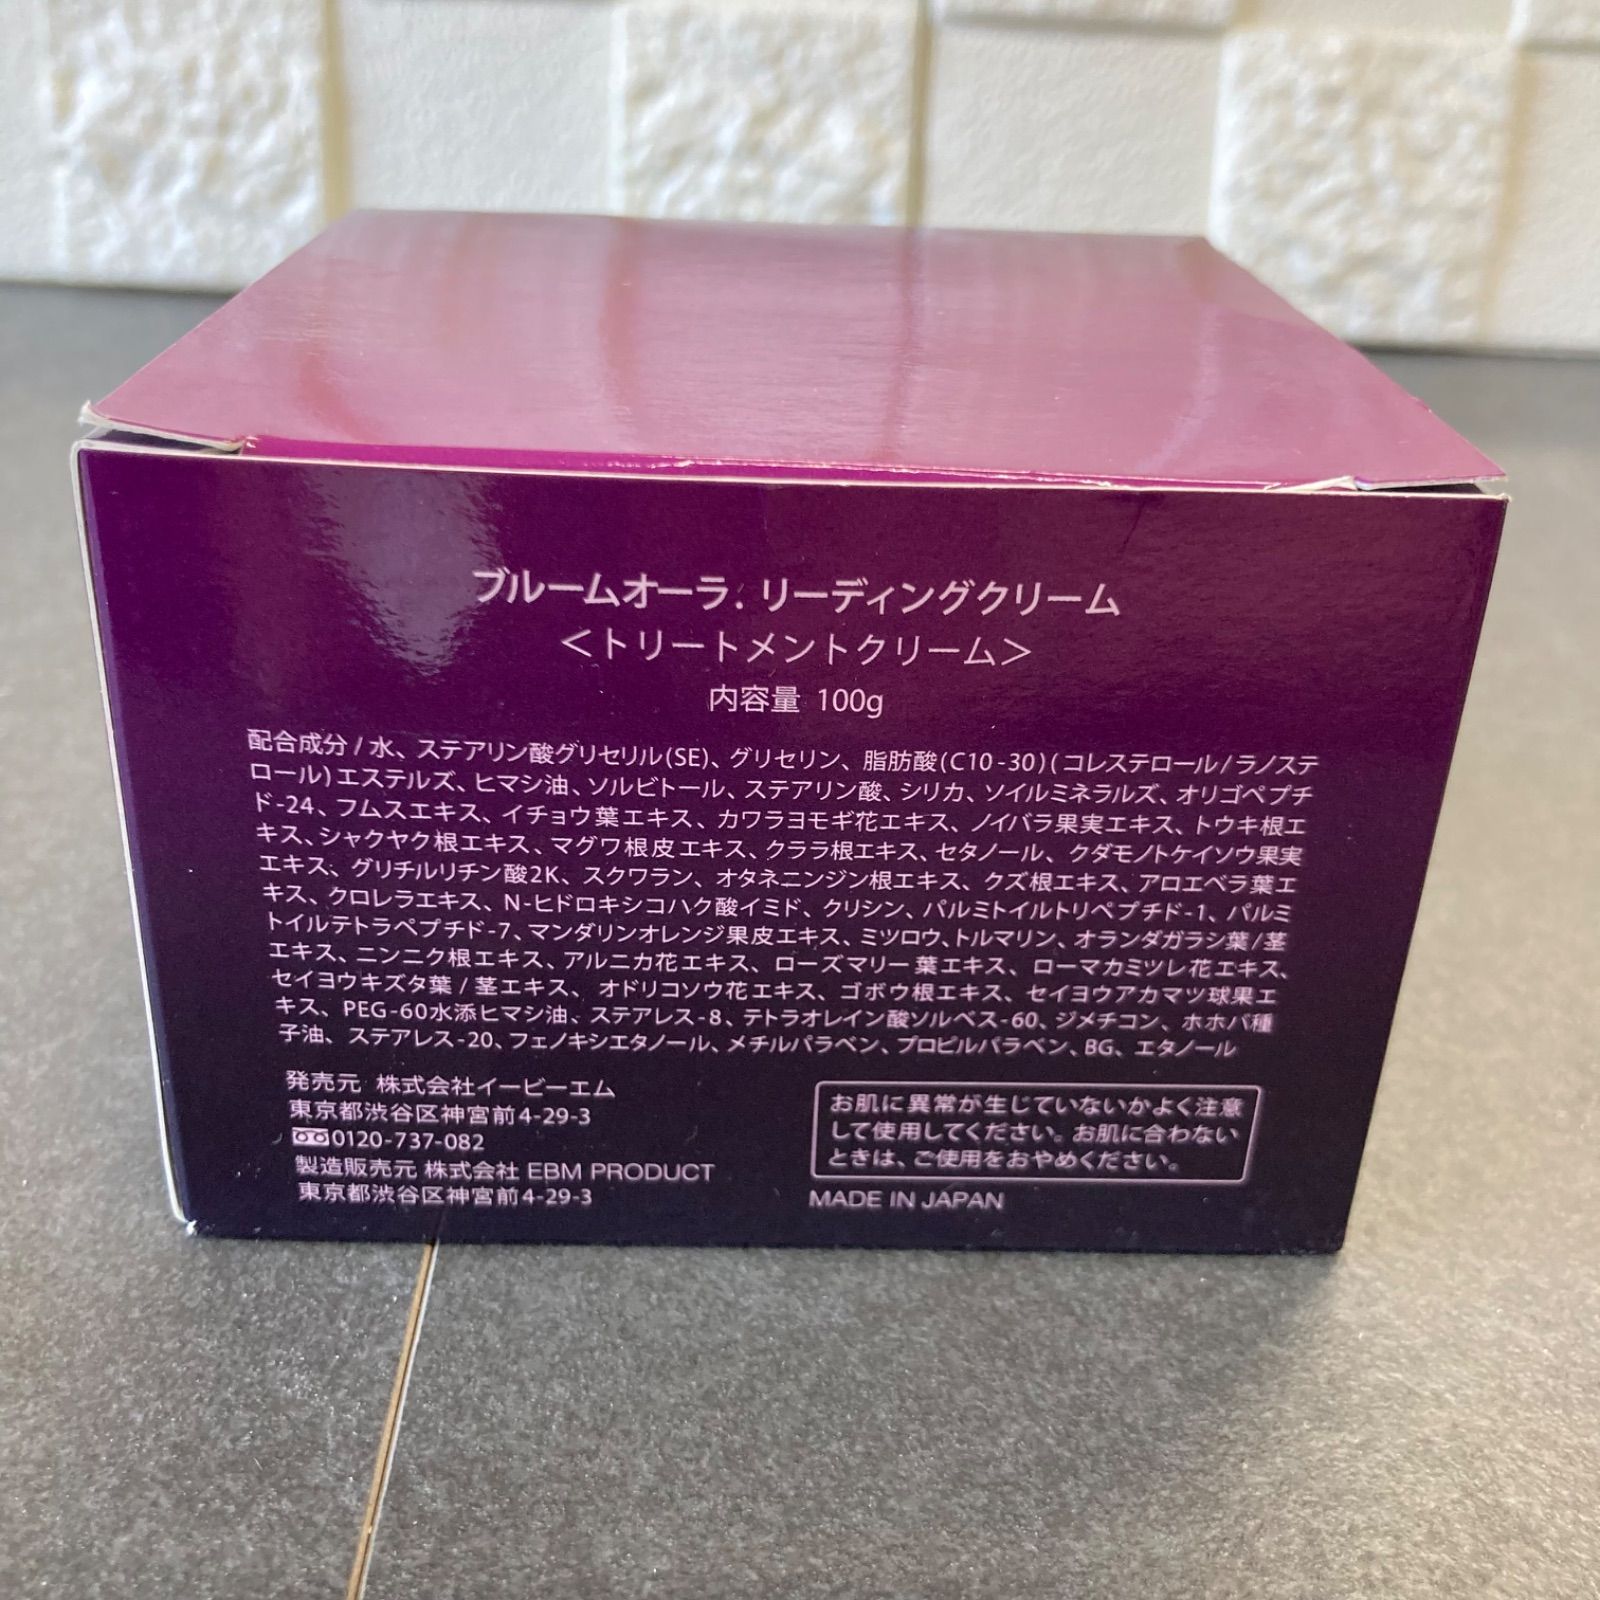 ブルームオーラ. リーディングクリーム
<トリートメントクリーム>
内容量 100g
配合成分 / 水、ステアリン酸グリセリル(SE)、グリセリン、脂肪酸(C10-30)(コレステロール/ラノステ
ロール)エステルズ、ヒマシ油、ソルビトール、ステアリン酸、シリカ、ソイルミネラルズ、オリゴペプチ
ド-24、フムスエキス、イチョウ葉エキス、カワラヨモギ花エキス、ノイバラ果実エキス、トウキ根エ
キス、シャクヤク根エキス、マグワ根皮エキス、クララ根エキス、セタノール、クダモノトケイソウ果実
エキス、グリチルリチン酸2K、スクワラン、オタネニンジン根エキス、クズ根エキス、アロエベラ葉エ
キス、クロレラエキス、N-ヒドロキシコハク酸イミド、クリシン、パルミトイルトリペプチド-1、パルミ
トイルテトラペプチド-7、マンダリンオレンジ果皮エキス、ミツロウ、トルマリン、オランダガラシ葉/茎
エキス、ニンニク根エキス、アルニカ花エキス、ローズマリー葉エキス、ローマカミツレ花エキス、
セイヨウキズタ葉/茎エキス、オドリコソウ花エキス、ゴボウ根エキス、セイヨウアカマツ球果エ
キス、PEG-60水添ヒマシ油、ステアレス-8、テトラオレイン酸ソルベス-60、ジメチコン、ホホバ種
子油、ステアレス-20、フェノキシエタノール、メチルパラベン、プロピルパラベン、BG、エタノール
発売元 株式会社イービーエム
東京都渋谷区神宮前4-29-3
0120-737-082
製造販売元 株式会社 EBM PRODUCT
東京都渋谷区神宮前4-29-3
お肌に異常が生じていないかよく注意
して使用してください。お肌に合わない
ときは、ご使用をおやめください。
MADE IN JAPAN